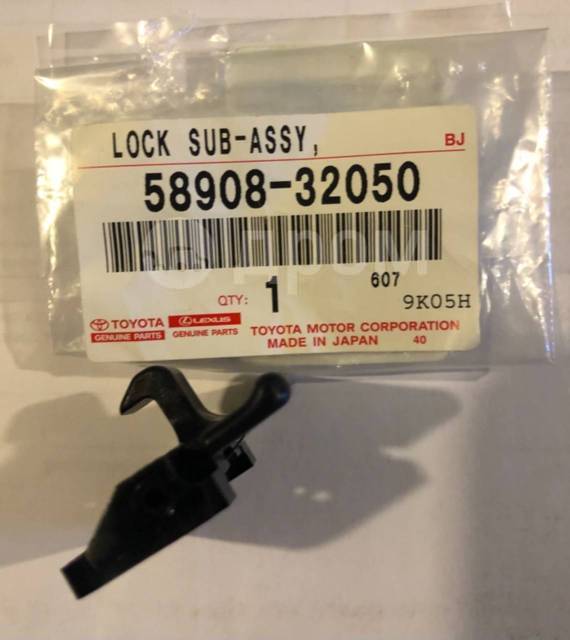 LOCK SUB-ASSY,
BJ
58908-32050
дром
QTY: 1
607
9K05H
TOYOTA
GENUINE PARTS
LEXUS
GENUINE PARTS
TOYOTA MOTOR CORPORATION
MADE IN JAPAN 40